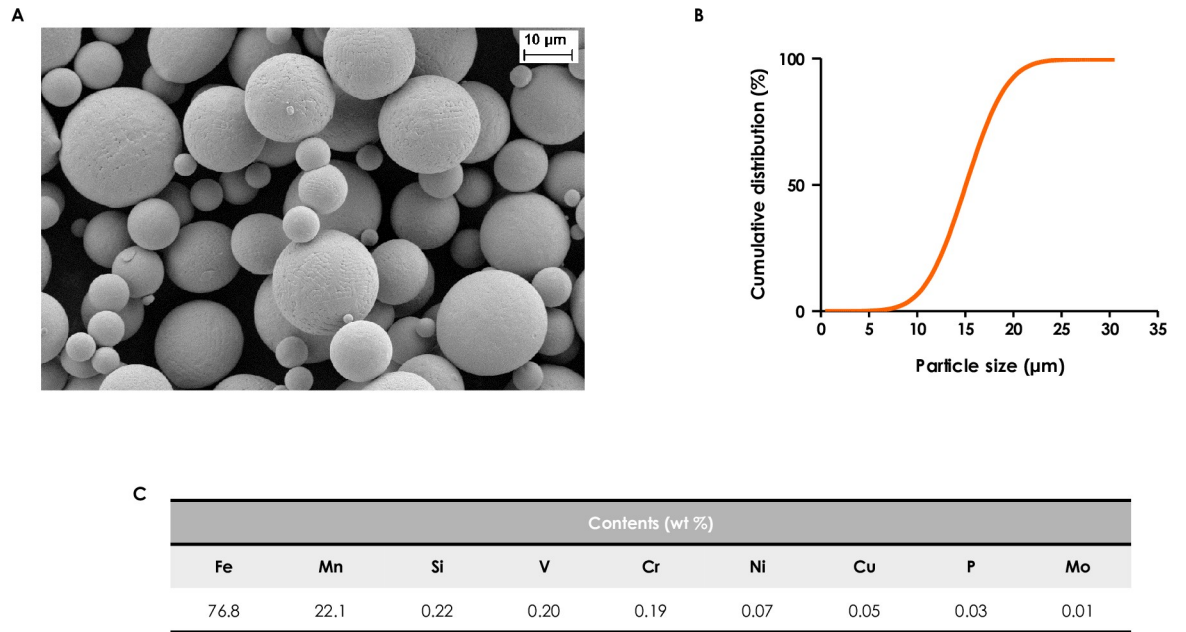 A
10 µm
B
100
50
0
Cumulative distribution (%)
0 5 10 15 20 25 30 35
Particle size (µm)
C
Contents (wt %)
Fe Mn Si V Cr Ni Cu P Mo
76.8 22.1 0.22 0.20 0.19 0.07 0.05 0.03 0.01